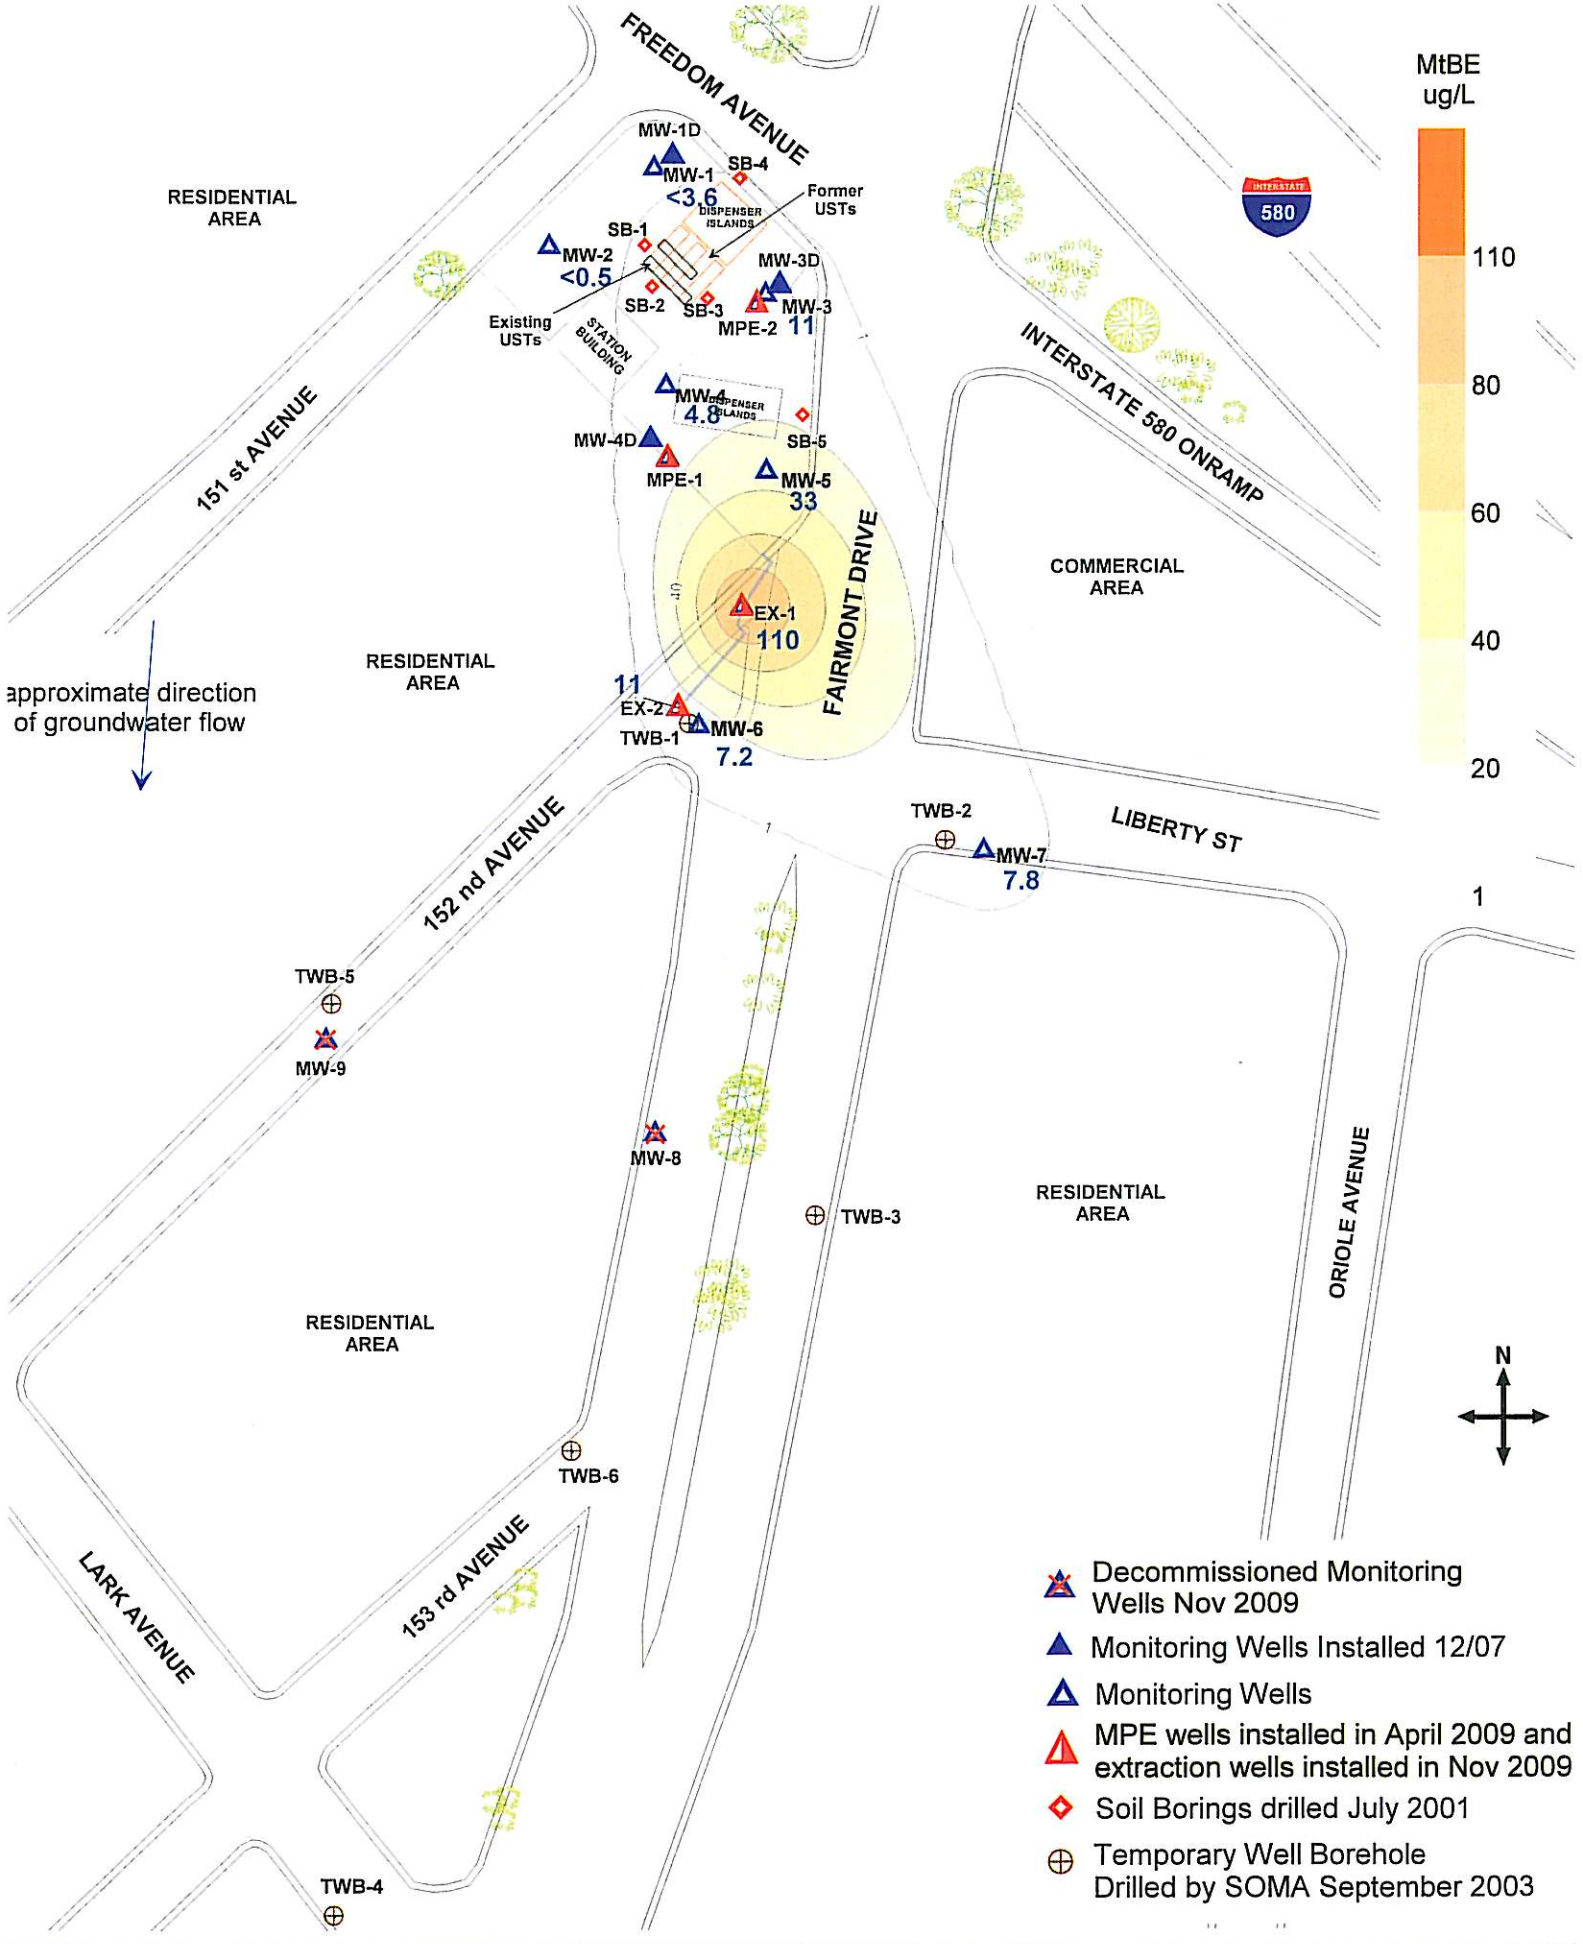 FREEDOM AVENUE
MtBE
ug/L
MW-1D
MW-1
<3.6
SB-4
Former
USTs
DISPENSER
ISLANDS
RESIDENTIAL
AREA
INTERSTATE
580
SB-1
MW-2
<0.5
MW-3D
110
SB-2
SB-3
MW-3
11
MPE-2
Existing
USTs
STATION
BUILDING
1
INTERSTATE 580 ONRAMP
80
MW-4
4.8
DISPENSER
ISLANDS
MW-4D
SB-5
151 st AVENUE
MPE-1
MW-5
33
60
COMMERCIAL
AREA
FAIRMONT DRIVE
40
EX-1
110
40
RESIDENTIAL
AREA
approximate direction
of groundwater flow
11
EX-2
TWB-1
MW-6
7.2
20
152 nd AVENUE
1
TWB-2
LIBERTY ST
MW-7
7.8
1
TWB-5
MW-9
MW-8
TWB-3
RESIDENTIAL
AREA
ORIOLE AVENUE
RESIDENTIAL
AREA
N
TWB-6
153 rd AVENUE
LARK AVENUE
TWB-4
Decommissioned Monitoring
Wells Nov 2009
Monitoring Wells Installed 12/07
Monitoring Wells
MPE wells installed in April 2009 and
extraction wells installed in Nov 2009
Soil Borings drilled July 2001
Temporary Well Borehole
Drilled by SOMA September 2003